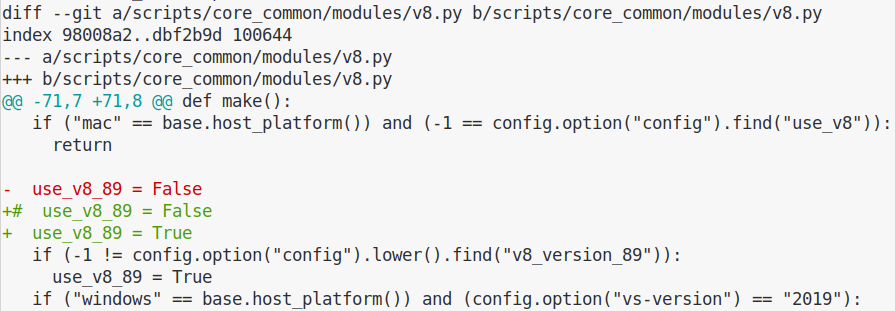 diff --git a/scripts/core_common/modules/v8.py b/scripts/core_common/modules/v8.py
index 98008a2..dbf2b9d 100644
--- a/scripts/core_common/modules/v8.py
+++ b/scripts/core_common/modules/v8.py
@@ -71,7 +71,8 @@ def make():
   if ("mac" == base.host_platform()) and (-1 == config.option("config").find("use_v8")):
     return
-  use_v8_89 = False
+#  use_v8_89 = False
+  use_v8_89 = True
   if (-1 != config.option("config").lower().find("v8_version_89")):
     use_v8_89 = True
   if ("windows" == base.host_platform()) and (config.option("vs-version") == "2019"):